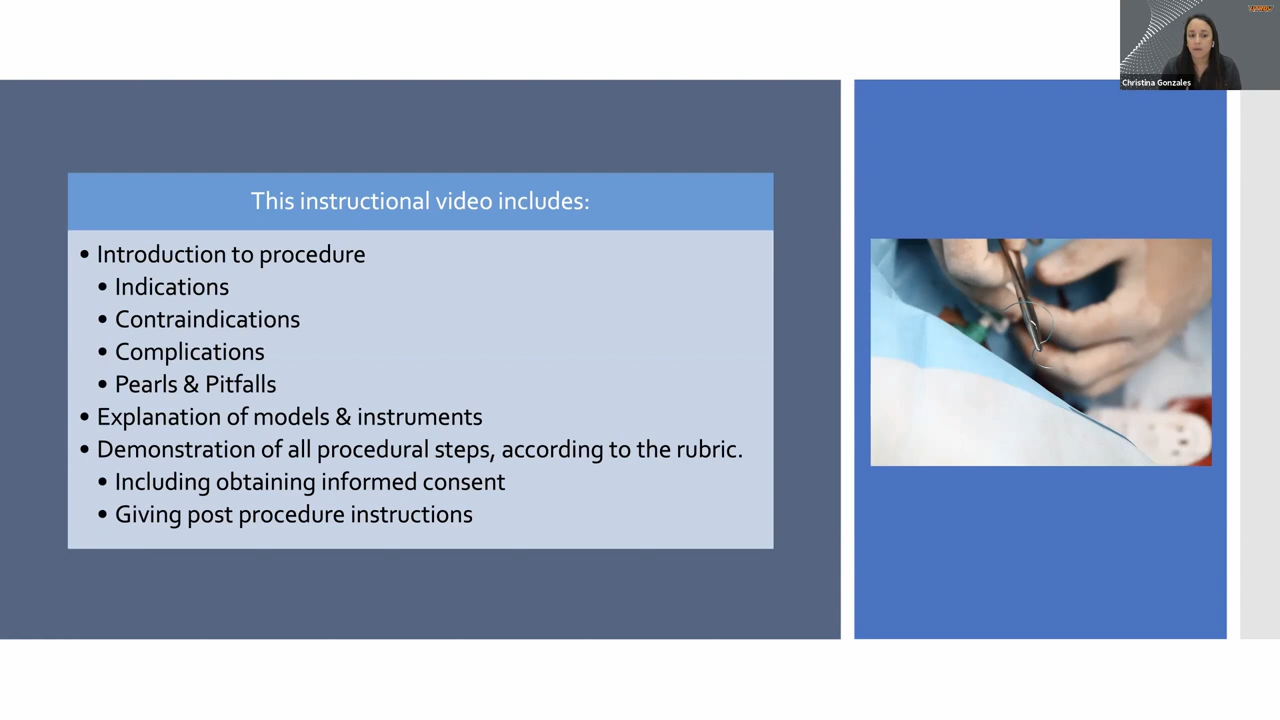 Christina Gonzales
This instructional video includes:
• Introduction to procedure
• Indications
• Contraindications
• Complications
• Pearls & Pitfalls
• Explanation of models & instruments
• Demonstration of all procedural steps, according to the rubric.
• Including obtaining informed consent
• Giving post procedure instructions